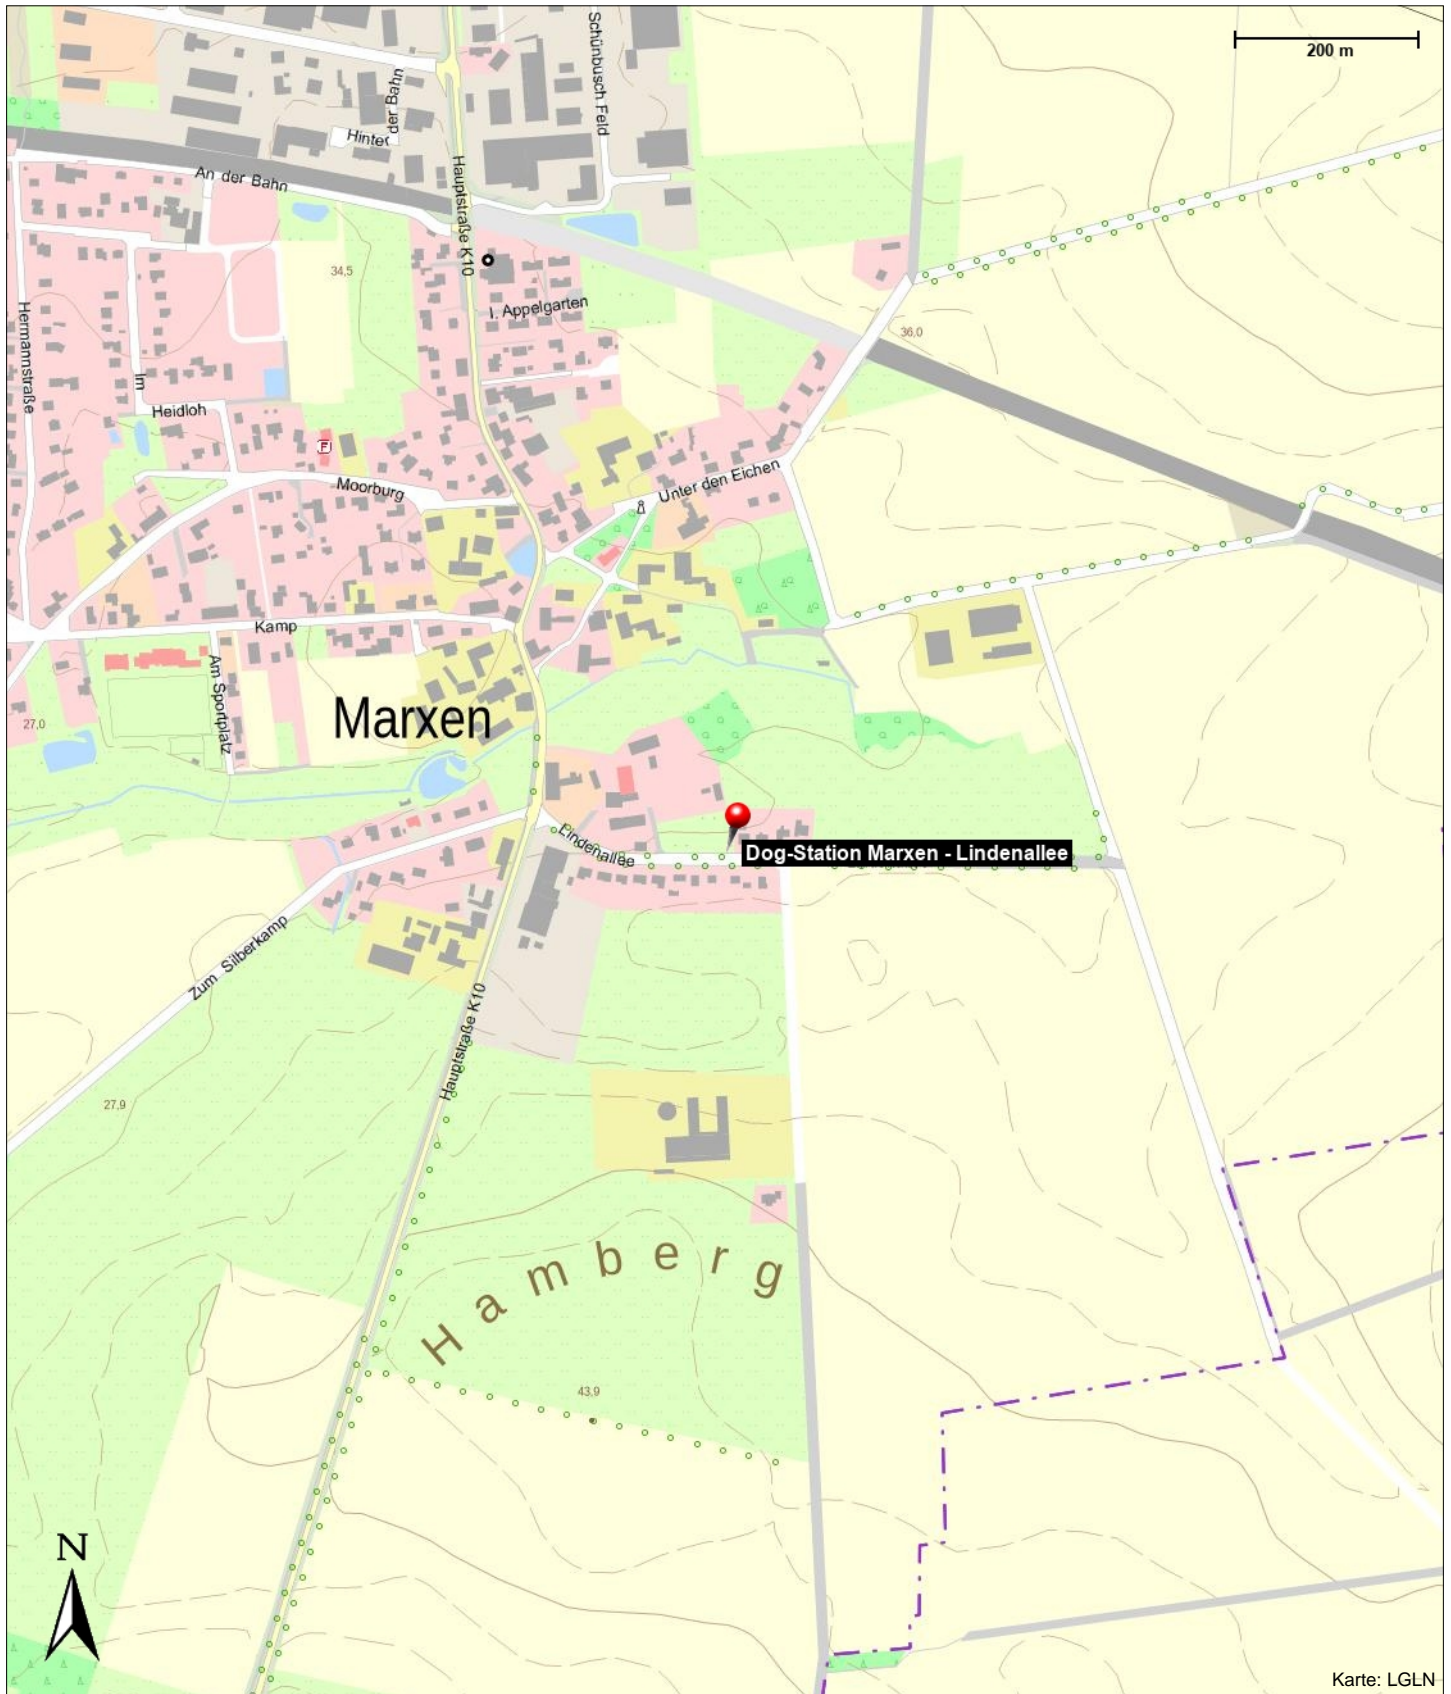 200 m
Schünbusch Feld
Hinter
der Bahn
An der Bahn
Hauptstraße K10
34,5
I. Appelgarten
36,0
Hermannstraße
Im
Heidloh
F
Moorburg
Unter den Eichen
Kamp
Am Sportplatz
Marxen
27,0
Lindenallee
Dog-Station Marxen - Lindenallee
Zum Silberkamp
Hauptstraße K10
27,9
Hamberg
43,9
N
Karte: LGLN